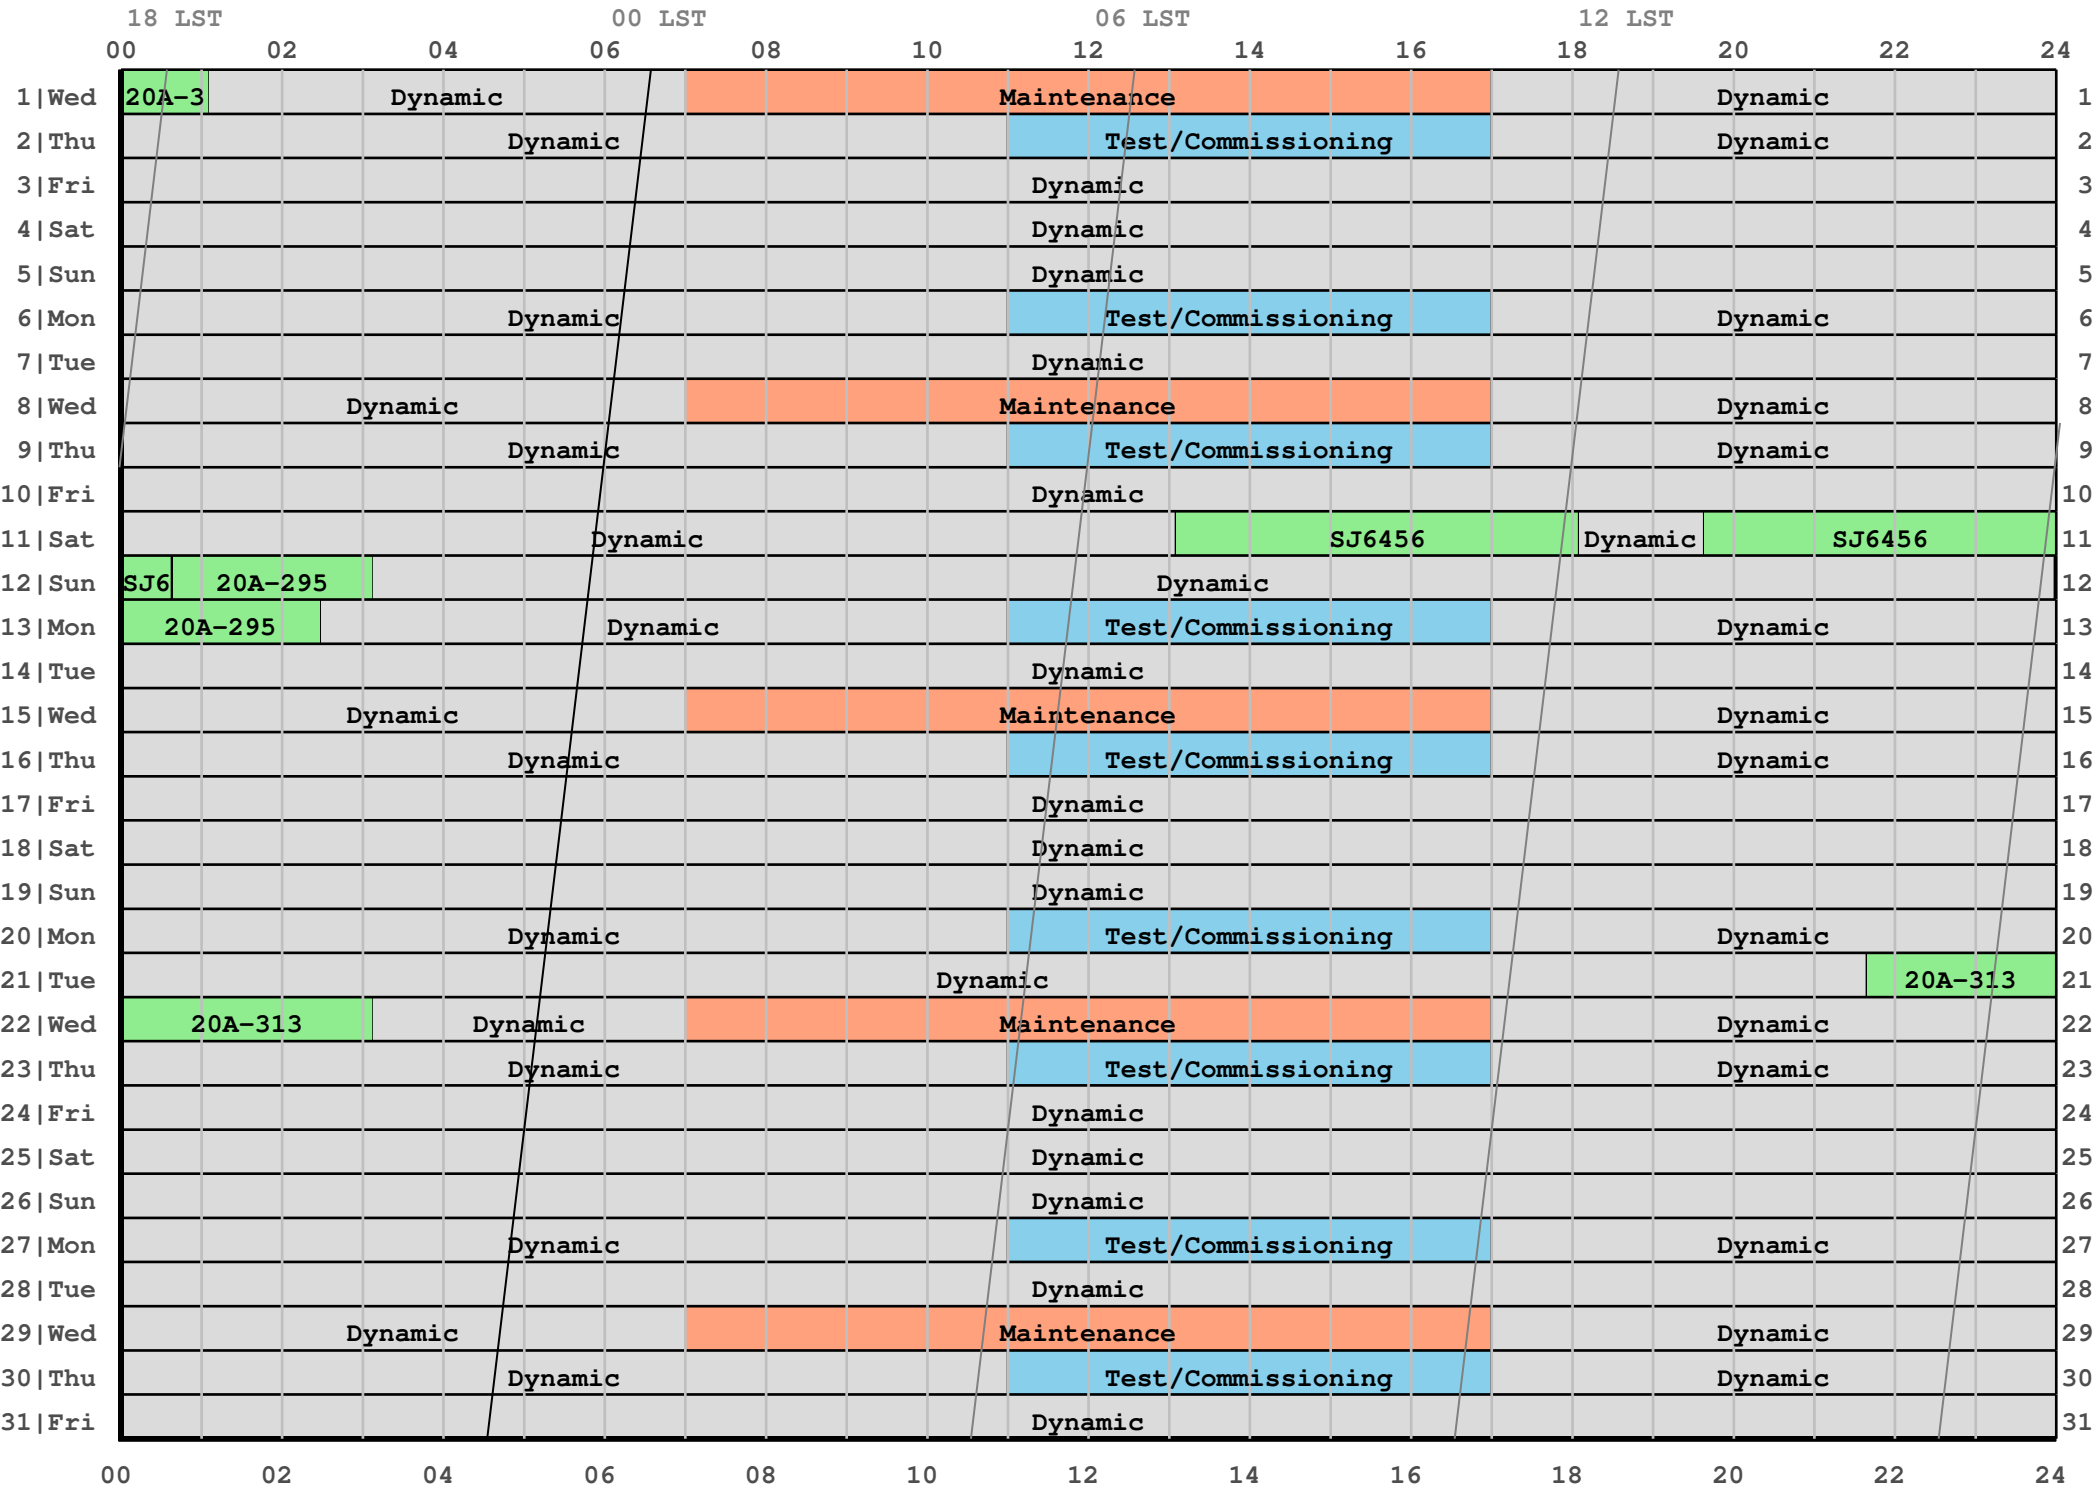 18 LST 00 LST 06 LST 12 LST
00 02 04 06 08 10 12 14 16 18 20 22 24
1|Wed 20A-3 Dynamic Maintenance Dynamic 1
2|Thu Dynamic Test/Commissioning Dynamic 2
3|Fri Dynamic 3
4|Sat Dynamic 4
5|Sun Dynamic 5
6|Mon Dynamic Test/Commissioning Dynamic 6
7|Tue Dynamic 7
8|Wed Dynamic Maintenance Dynamic 8
9|Thu Dynamic Test/Commissioning Dynamic 9
10|Fri Dynamic 10
11|Sat Dynamic SJ6456 Dynamic SJ6456 11
12|Sun SJ6 20A-295 Dynamic 12
13|Mon 20A-295 Dynamic Test/Commissioning Dynamic 13
14|Tue Dynamic 14
15|Wed Dynamic Maintenance Dynamic 15
16|Thu Dynamic Test/Commissioning Dynamic 16
17|Fri Dynamic 17
18|Sat Dynamic 18
19|Sun Dynamic 19
20|Mon Dynamic Test/Commissioning Dynamic 20
21|Tue Dynamic 20A-313 21
22|Wed 20A-313 Dynamic Maintenance Dynamic 22
23|Thu Dynamic Test/Commissioning Dynamic 23
24|Fri Dynamic 24
25|Sat Dynamic 25
26|Sun Dynamic 26
27|Mon Dynamic Test/Commissioning Dynamic 27
28|Tue Dynamic 28
29|Wed Dynamic Maintenance Dynamic 29
30|Thu Dynamic Test/Commissioning Dynamic 30
31|Fri Dynamic 31
00 02 04 06 08 10 12 14 16 18 20 22 24